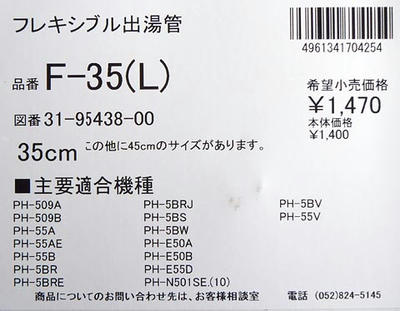 フレキシブル出湯管
4961341704254
品番 F-35(L)
希望小売価格
¥1,470
本体価格
¥1,400
図番 31-95438-00
35cm この他に45cmのサイズがあります。
■主要適合機種
PH-509A PH-5BRJ PH-5BV
PH-509B PH-5BS PH-55V
PH-55A PH-5BW
PH-55AE PH-E50A
PH-55B PH-E50B
PH-5BR PH-E55D
PH-5BRE PH-N501SE.(10)
商品についてのお問い合わせ先は、お客様相談室 電話 (052)824-5145